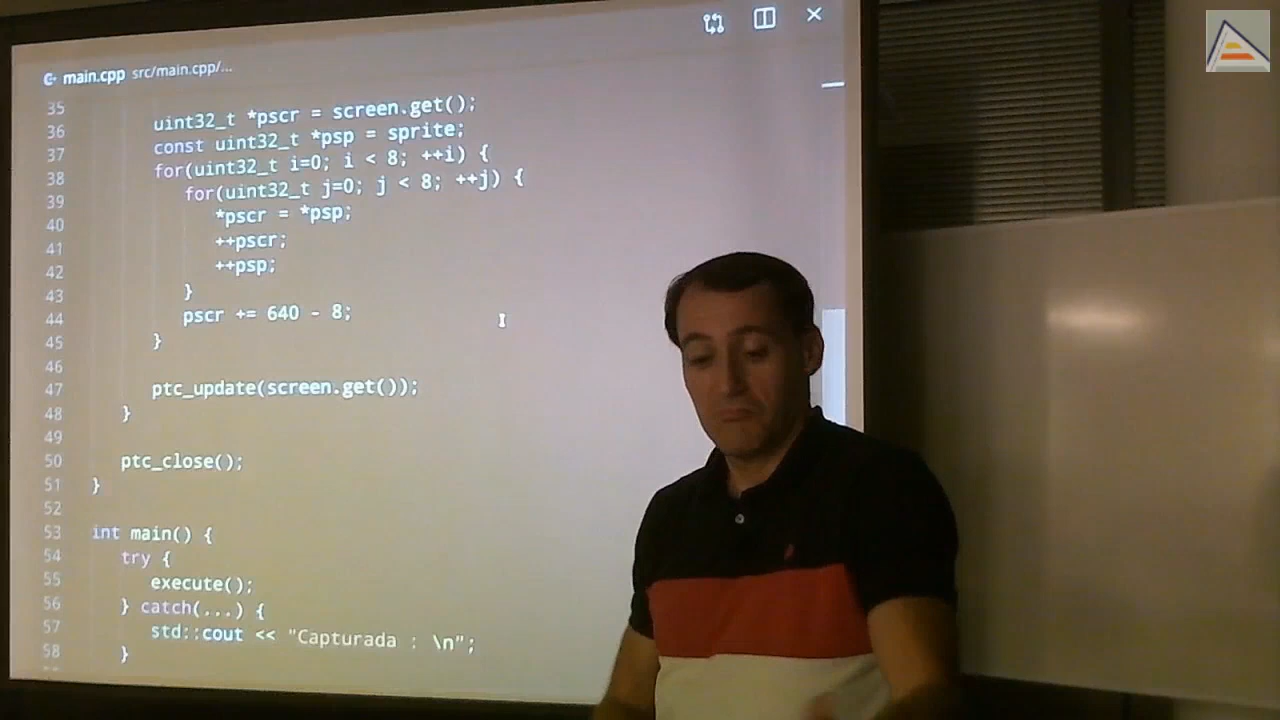 main.cpp src/main.cpp/...
35
36 uint32_t *pscr = screen.get();
37 const uint32_t *psp = sprite;
38 for(uint32_t i=0; i < 8; ++i) {
39 for(uint32_t j=0; j < 8; ++j) {
40 *pscr = *psp;
41 ++pscr;
42 ++psp;
43 }
44 pscr += 640 - 8;
45 }
46
47 ptc_update(screen.get());
48 }
49
50 ptc_close();
51 }
52
53 int main() {
54 try {
55 execute();
56 } catch(...) {
57 std::cout << "Capturada : \n";
58 }